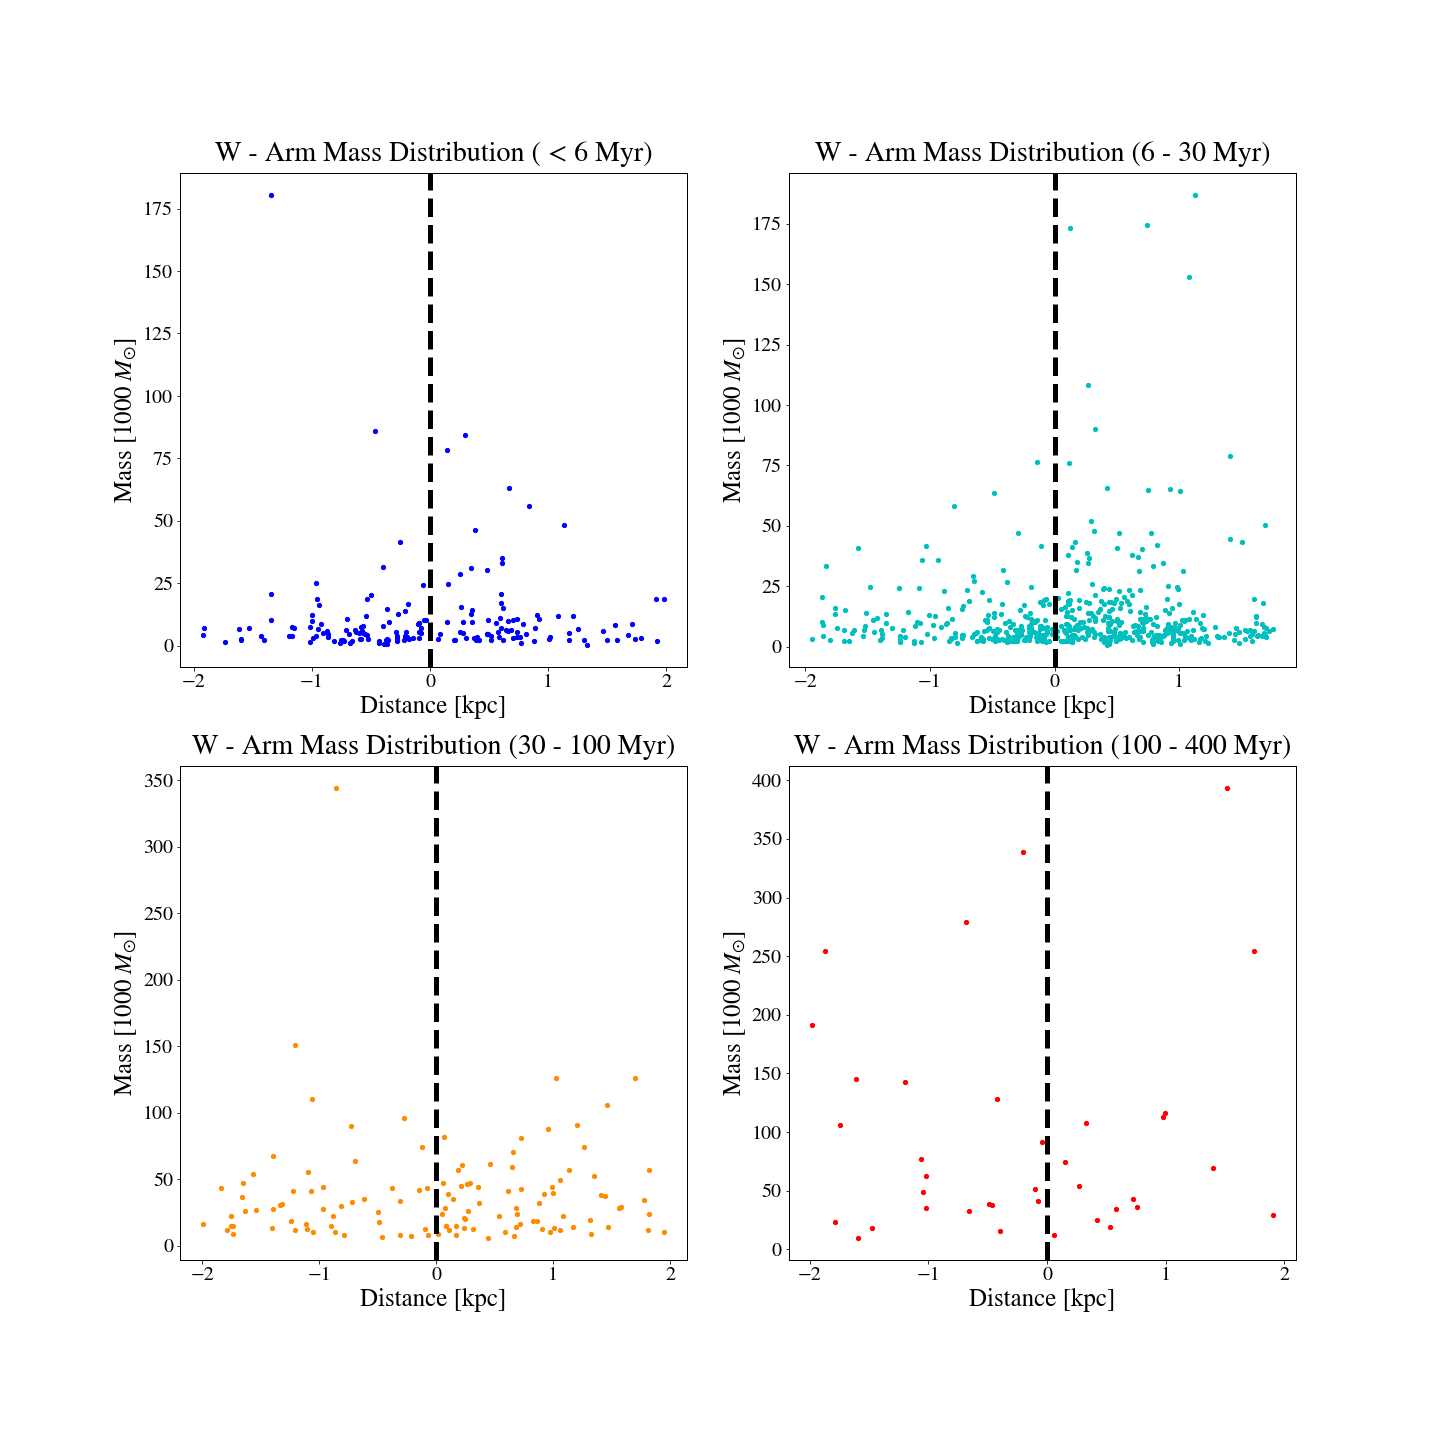 W - Arm Mass Distribution ( < 6 Myr)
175
150
125
100
75
50
25
0
Mass [1000 M⊙]
−2 −1 0 1 2
Distance [kpc]
W - Arm Mass Distribution (6 - 30 Myr)
175
150
125
100
75
50
25
0
Mass [1000 M⊙]
−2 −1 0 1
Distance [kpc]
W - Arm Mass Distribution (30 - 100 Myr)
350
300
250
200
150
100
50
0
Mass [1000 M⊙]
−2 −1 0 1 2
Distance [kpc]
W - Arm Mass Distribution (100 - 400 Myr)
400
350
300
250
200
150
100
50
0
Mass [1000 M⊙]
−2 −1 0 1 2
Distance [kpc]